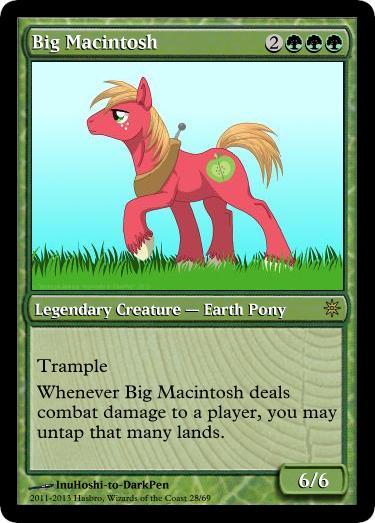 Big Macintosh 2
Legendary Creature — Earth Pony
Trample
Whenever Big Macintosh deals
combat damage to a player, you may
untap that many lands.
6/6
InuHoshi-to-DarkPen
2011-2013 Hasbro, Wizards of the Coast 28/69